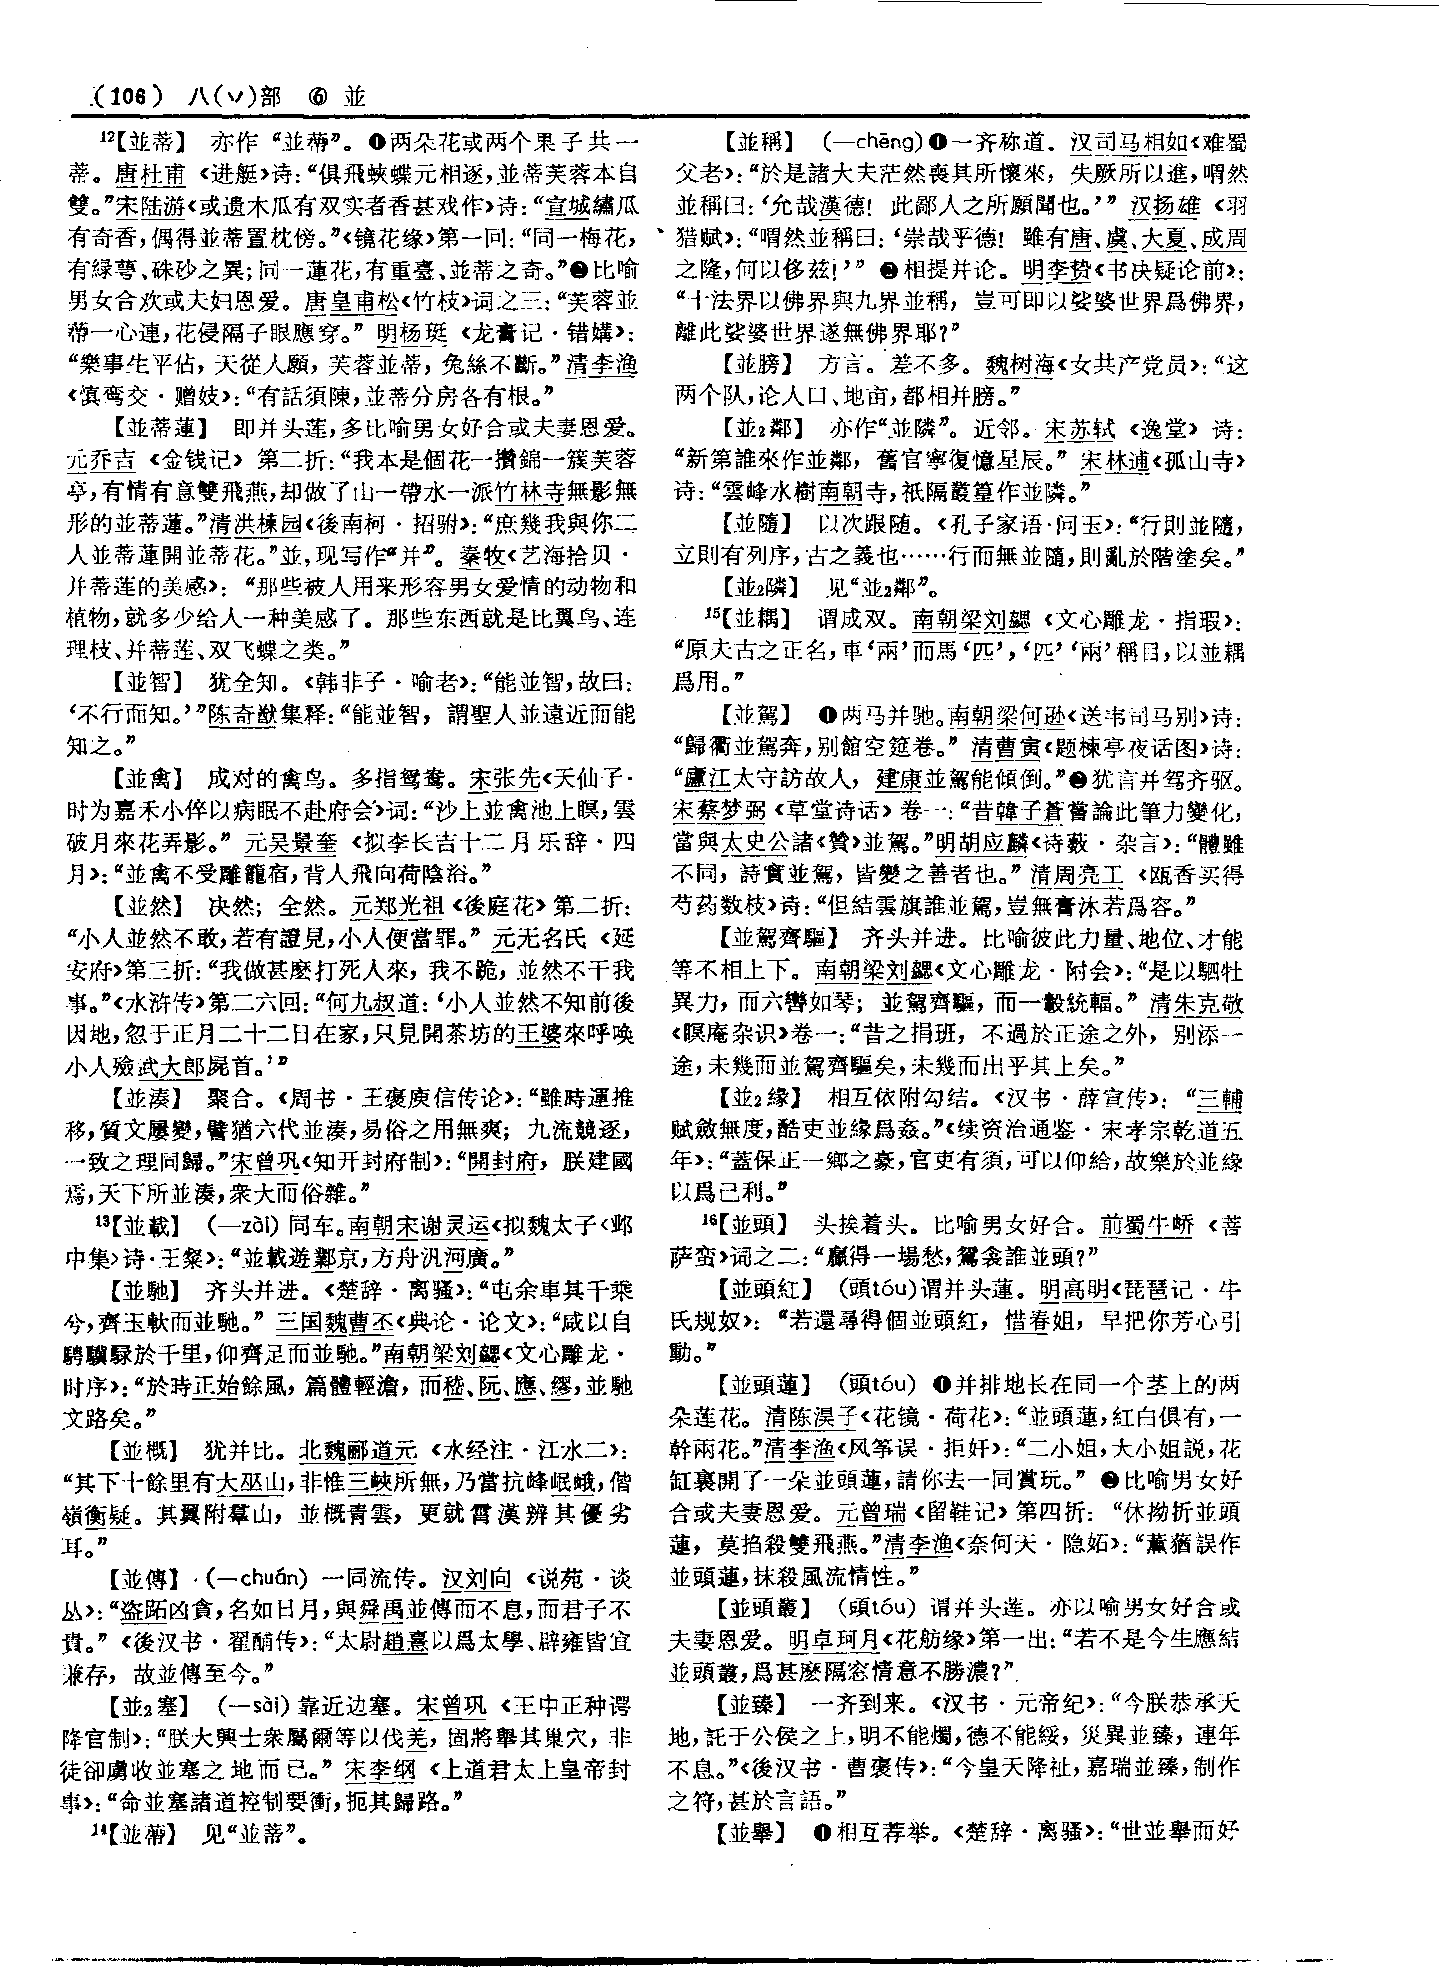 (106) 八(丷)部 ⑥ 並
¹²【並蒂】 亦作“並蔕”。❶两朵花或两个果子共一
蒂。唐杜甫《进艇》诗：“俱飛蛺蝶元相逐，並蒂芙蓉本自
雙。”宋陆游《或遗木瓜有双实者香甚戏作》诗：“宣城繡瓜
有奇香，偶得並蒂置枕傍。”《镜花缘》第一回：“同一梅花，
有緑萼、硃砂之異；同一蓮花，有重臺、並蒂之奇。”❷比喻
男女合欢或夫妇恩爱。唐皇甫松《竹枝》词之三：“芙蓉並
蔕一心連，花侵隔子眼應穿。” 明杨珽《龙膏记·错媾》：
“樂事生平佔，天從人願，芙蓉並蒂，兔絲不斷。”清李渔
《慎鸾交·赠妓》：“有話須陳，並蒂分房各有根。”
【並蒂蓮】 即并头莲，多比喻男女好合或夫妻恩爱。
元乔吉《金钱记》第二折：“我本是個花一攢錦一簇芙蓉
亭，有情有意雙飛燕，却做了山一帶水一派竹林寺無影無
形的並蒂蓮。”清洪楝园《後南柯·招驸》：“庶幾我與你二
人並蒂蓮開並蒂花。”並，现写作“并”。秦牧《艺海拾贝·
并蒂莲的美感》：“那些被人用来形容男女爱情的动物和
植物，就多少给人一种美感了。那些东西就是比翼鸟、连
理枝、并蒂莲、双飞蝶之类。”
【並智】 犹全知。《韩非子·喻老》：“能並智，故曰：
‘不行而知。’”陈奇猷集释：“能並智，謂聖人並遠近而能
知之。”
【並禽】 成对的禽鸟。多指鸳鸯。宋张先《天仙子·
时为嘉禾小倅以病眠不赴府会》词：“沙上並禽池上暝，雲
破月來花弄影。” 元吴景奎《拟李长吉十二月乐辞·四
月》：“並禽不受雕籠宿，背人飛向荷陰浴。”
【並然】 决然；全然。元郑光祖《後庭花》第二折：
“小人並然不敢，若有證見，小人便當罪。”元无名氏《延
安府》第三折：“我做甚麽打死人來，我不跪，並然不干我
事。”《水浒传》第二六回：“何九叔道：‘小人並然不知前後
因地，忽于正月二十二日在家，只見開茶坊的王婆來呼唤
小人殮武大郎屍首。’”
【並湊】 聚合。《周书·王褒庾信传论》：“雖時運推
移，質文屢變，譬猶六代並湊，易俗之用無爽；九流競逐，
一致之理同歸。”宋曾巩《知开封府制》：“開封府，朕建國
焉，天下所並湊，衆大而俗雜。”
¹³【並載】 (—zài)同车。南朝宋谢灵运《拟魏太子〈邺
中集〉诗·王粲》：“並載遊鄴京，方舟汎河廣。”
【並馳】 齐头并进。《楚辞·离骚》：“屯余車其千乘
兮，齊玉軑而並馳。” 三国魏曹丕《典论·论文》：“咸以自
騁驥騄於千里，仰齊足而並馳。”南朝梁刘勰《文心雕龙·
时序》：“於時正始餘風，篇體輕澹，而嵇、阮、應、繆，並馳
文路矣。”
【並概】 犹并比。北魏郦道元《水经注·江水二》：
“其下十餘里有大巫山，非惟三峽所無，乃當抗峰岷峨，偕
嶺衡疑。其翼附羣山，並概青雲，更就霄漢辨其優劣
耳。”
【並傳】 (—chuán) 一同流传。汉刘向《说苑·谈
丛》：“盗跖凶貪，名如日月，與舜禹並傳而不息，而君子不
貴。” 《後汉书·翟酺传》：“太尉趙憙以爲太學、辟雍皆宜
兼存，故並傳至今。”
【並₂塞】 (—sài)靠近边塞。宋曾巩《王中正种谔
降官制》：“朕大興士衆屬爾等以伐羌，固將舉其巢穴，非
徒卻虜收並塞之地而已。” 宋李纲《上道君太上皇帝封
事》：“命並塞諸道控制要衝，扼其歸路。”
¹⁴【並蔕】 见“並蒂”。
【並稱】 (—chēng)❶一齐称道。汉司马相如《难蜀
父老》：“於是諸大夫茫然喪其所懷來，失厥所以進，喟然
並稱曰：‘允哉漢德！此鄙人之所願聞也。’” 汉扬雄《羽
猎赋》：“喟然並稱曰：‘崇哉乎德！雖有唐、虞、大夏、成周
之隆，何以侈兹！’” ❷相提并论。明李贽《书决疑论前》：
“十法界以佛界與九界並稱，豈可即以娑婆世界爲佛界，
離此娑婆世界遂無佛界耶？”
【並膀】 方言。差不多。魏树海《女共产党员》：“这
两个队，论人口、地亩，都相并膀。”
【並₂鄰】 亦作“並隣”。近邻。宋苏轼《逸堂》诗：
“新第誰來作並鄰，舊官寧復憶星辰。” 宋林逋《孤山寺》
诗：“雲峰水樹南朝寺，祇隔叢篁作並隣。”
【並隨】 以次跟随。《孔子家语·问玉》：“行則並隨，
立則有列序，古之義也……行而無並隨，則亂於階塗矣。”
【並₂隣】 见“並₂鄰”。
¹⁵【並耦】 谓成双。南朝梁刘勰《文心雕龙·指瑕》：
“原夫古之正名，車‘兩’而馬‘匹’，‘匹’‘兩’稱目，以並耦
爲用。”
【並駕】 ❶两马并驰。南朝梁何逊《送韦司马别》诗：
“歸衢並駕奔，别館空筵卷。” 清曹寅《题楝亭夜话图》诗：
“廬江太守訪故人，建康並駕能傾倒。”❷犹言并驾齐驱。
宋蔡梦弼《草堂诗话》卷一：“昔韓子蒼嘗論此筆力變化，
當與太史公諸《贊》並駕。”明胡应麟《诗薮·杂言》：“體雖
不同，詩實並駕，皆變之善者也。”清周亮工《瓯香买得
芍药数枝》诗：“但結雲旗誰並駕，豈無膏沐若爲容。”
【並駕齊驅】 齐头并进。比喻彼此力量、地位、才能
等不相上下。南朝梁刘勰《文心雕龙·附会》：“是以駟牡
異力，而六轡如琴；並駕齊驅，而一轂統輻。” 清朱克敬
《暝庵杂识》卷一：“昔之捐班，不過於正途之外，别添一
途，未幾而並駕齊驅矣，未幾而出乎其上矣。”
【並₂緣】 相互依附勾结。《汉书·薛宣传》：“三輔
賦斂無度，酷吏並緣爲姦。”《续资治通鉴·宋孝宗乾道五
年》：“蓋保正一鄉之豪，官吏有須，可以仰給，故樂於並緣
以爲己利。”
¹⁶【並頭】 头挨着头。比喻男女好合。前蜀牛峤《菩
萨蛮》词之二：“贏得一場愁，鴛衾誰並頭？”
【並頭紅】 (頭tóu)谓并头蓮。明高明《琵琶记·牛
氏规奴》：“若還尋得個並頭紅，惜春姐，早把你芳心引
動。”
【並頭蓮】 (頭tóu) ❶并排地长在同一个茎上的两
朵莲花。清陈淏子《花镜·荷花》：“並頭蓮，紅白俱有，一
幹兩花。”清李渔《风筝误·拒奸》：“二小姐，大小姐説，花
缸裏開了一朵並頭蓮，請你去一同賞玩。” ❷比喻男女好
合或夫妻恩爱。元曾瑞《留鞋记》第四折：“休拗折並頭
蓮，莫掐殺雙飛燕。”清李渔《奈何天·隐妬》：“薰蕕誤作
並頭蓮，抹殺風流情性。”
【並頭叢】 (頭tóu) 谓并头莲。亦以喻男女好合或
夫妻恩爱。明卓珂月《花舫缘》第一出：“若不是今生應結
並頭叢，爲甚麽隔窓情意不勝濃？”
【並臻】 一齐到来。《汉书·元帝纪》：“今朕恭承天
地，託于公侯之上，明不能燭，德不能綏，災異並臻，連年
不息。”《後汉书·曹褒传》：“今皇天降祉，嘉瑞並臻，制作
之符，甚於言語。”
【並舉】 ❶相互荐举。《楚辞·离骚》：“世並舉而好